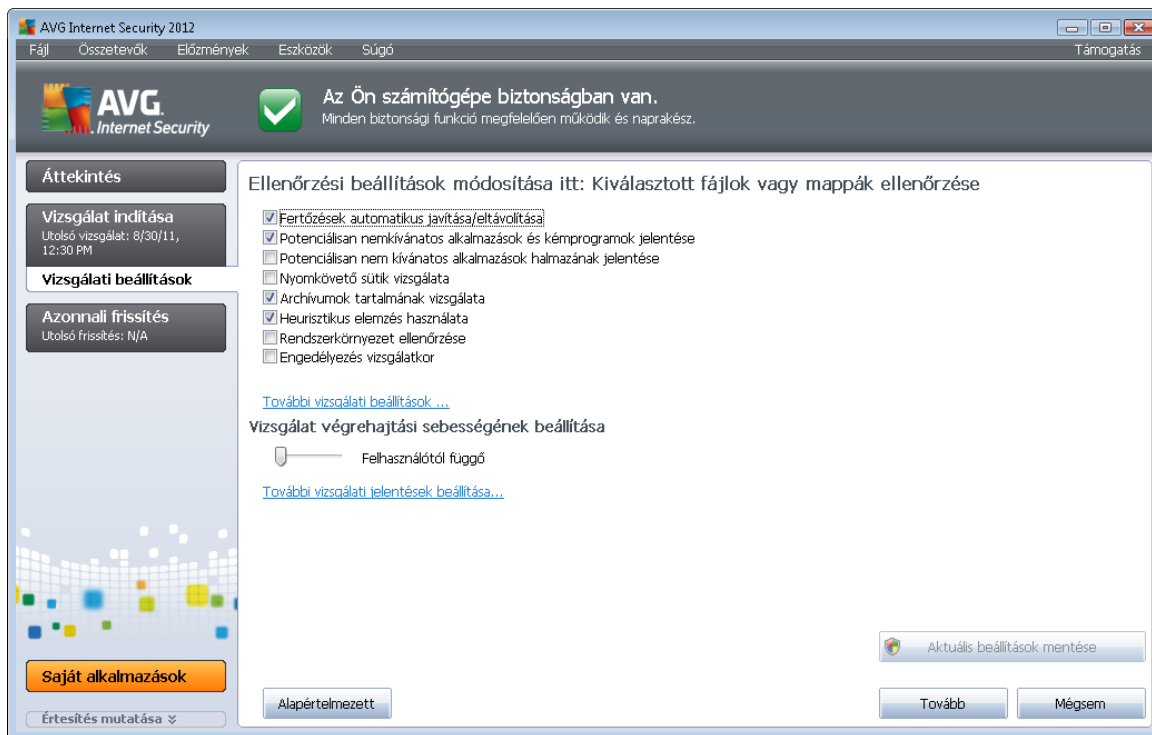 AVG Internet Security 2012
Fájl Összetevők Előzmények Eszközök Súgó Támogatás
AVG.
Internet Security
Az Ön számítógépe biztonságban van.
Minden biztonsági funkció megfelelően működik és naprakész.
Áttekintés
Vizsgálat indítása
Utolsó vizsgálat: 8/30/11,
12:30 PM
Vizsgálati beállítások
Azonnali frissítés
Utolsó frissítés: N/A
Ellenőrzési beállítások módosítása itt: Kiválasztott fájlok vagy mappák ellenőrzése
Fertőzések automatikus javítása/eltávolítása
Potenciálisan nemkívánatos alkalmazások és kémprogramok jelentése
Potenciálisan nem kívánatos alkalmazások halmazának jelentése
Nyomkövető sütik vizsgálata
Archívumok tartalmának vizsgálata
Heurisztikus elemzés használata
Rendszerkörnyezet ellenőrzése
Engedélyezés vizsgálatkor
További vizsgálati beállítások ...
Vizsgálat végrehajtási sebességének beállítása
Felhasználótól függő
További vizsgálati jelentések beállítása...
Aktuális beállítások mentése
Saját alkalmazások
Értesítés mutatása
Alapértelmezett
Tovább
Mégsem